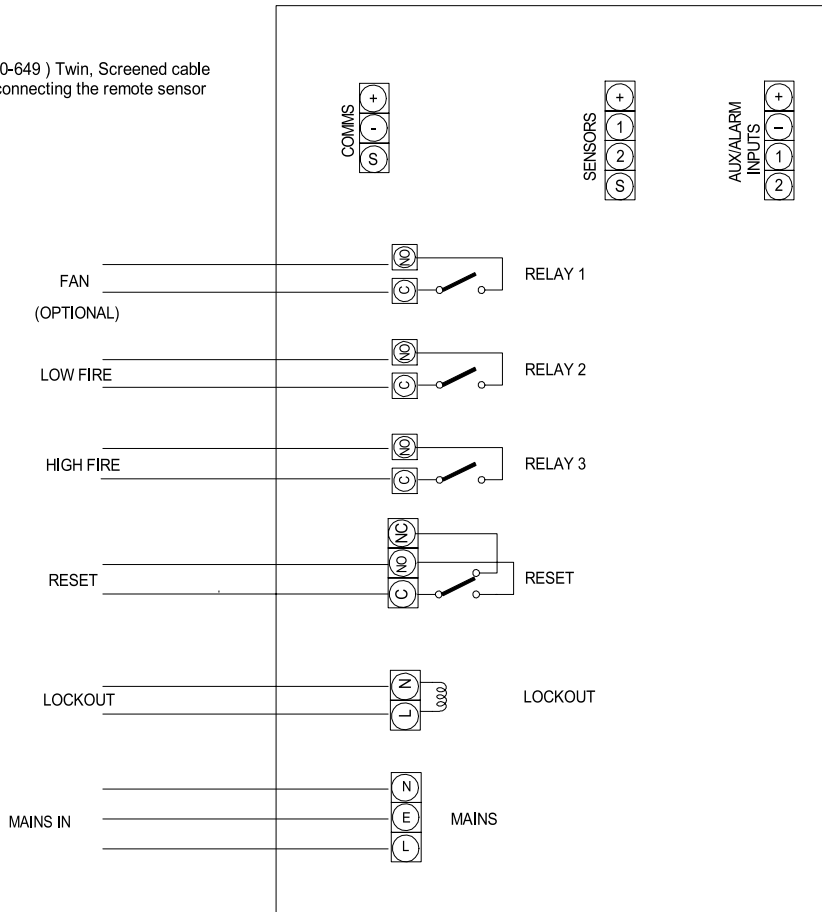 0-649 ) Twin, Screened cable
connecting the remote sensor
COMMS
+
-
S
SENSORS
+
1
2
S
AUX/ALARM
INPUTS
+
–
1
2
FAN
(OPTIONAL)
NO
C
RELAY 1
LOW FIRE
NO
C
RELAY 2
HIGH FIRE
NO
C
RELAY 3
RESET
NC
NO
C
RESET
LOCKOUT
N
L
LOCKOUT
MAINS IN
N
E
L
MAINS